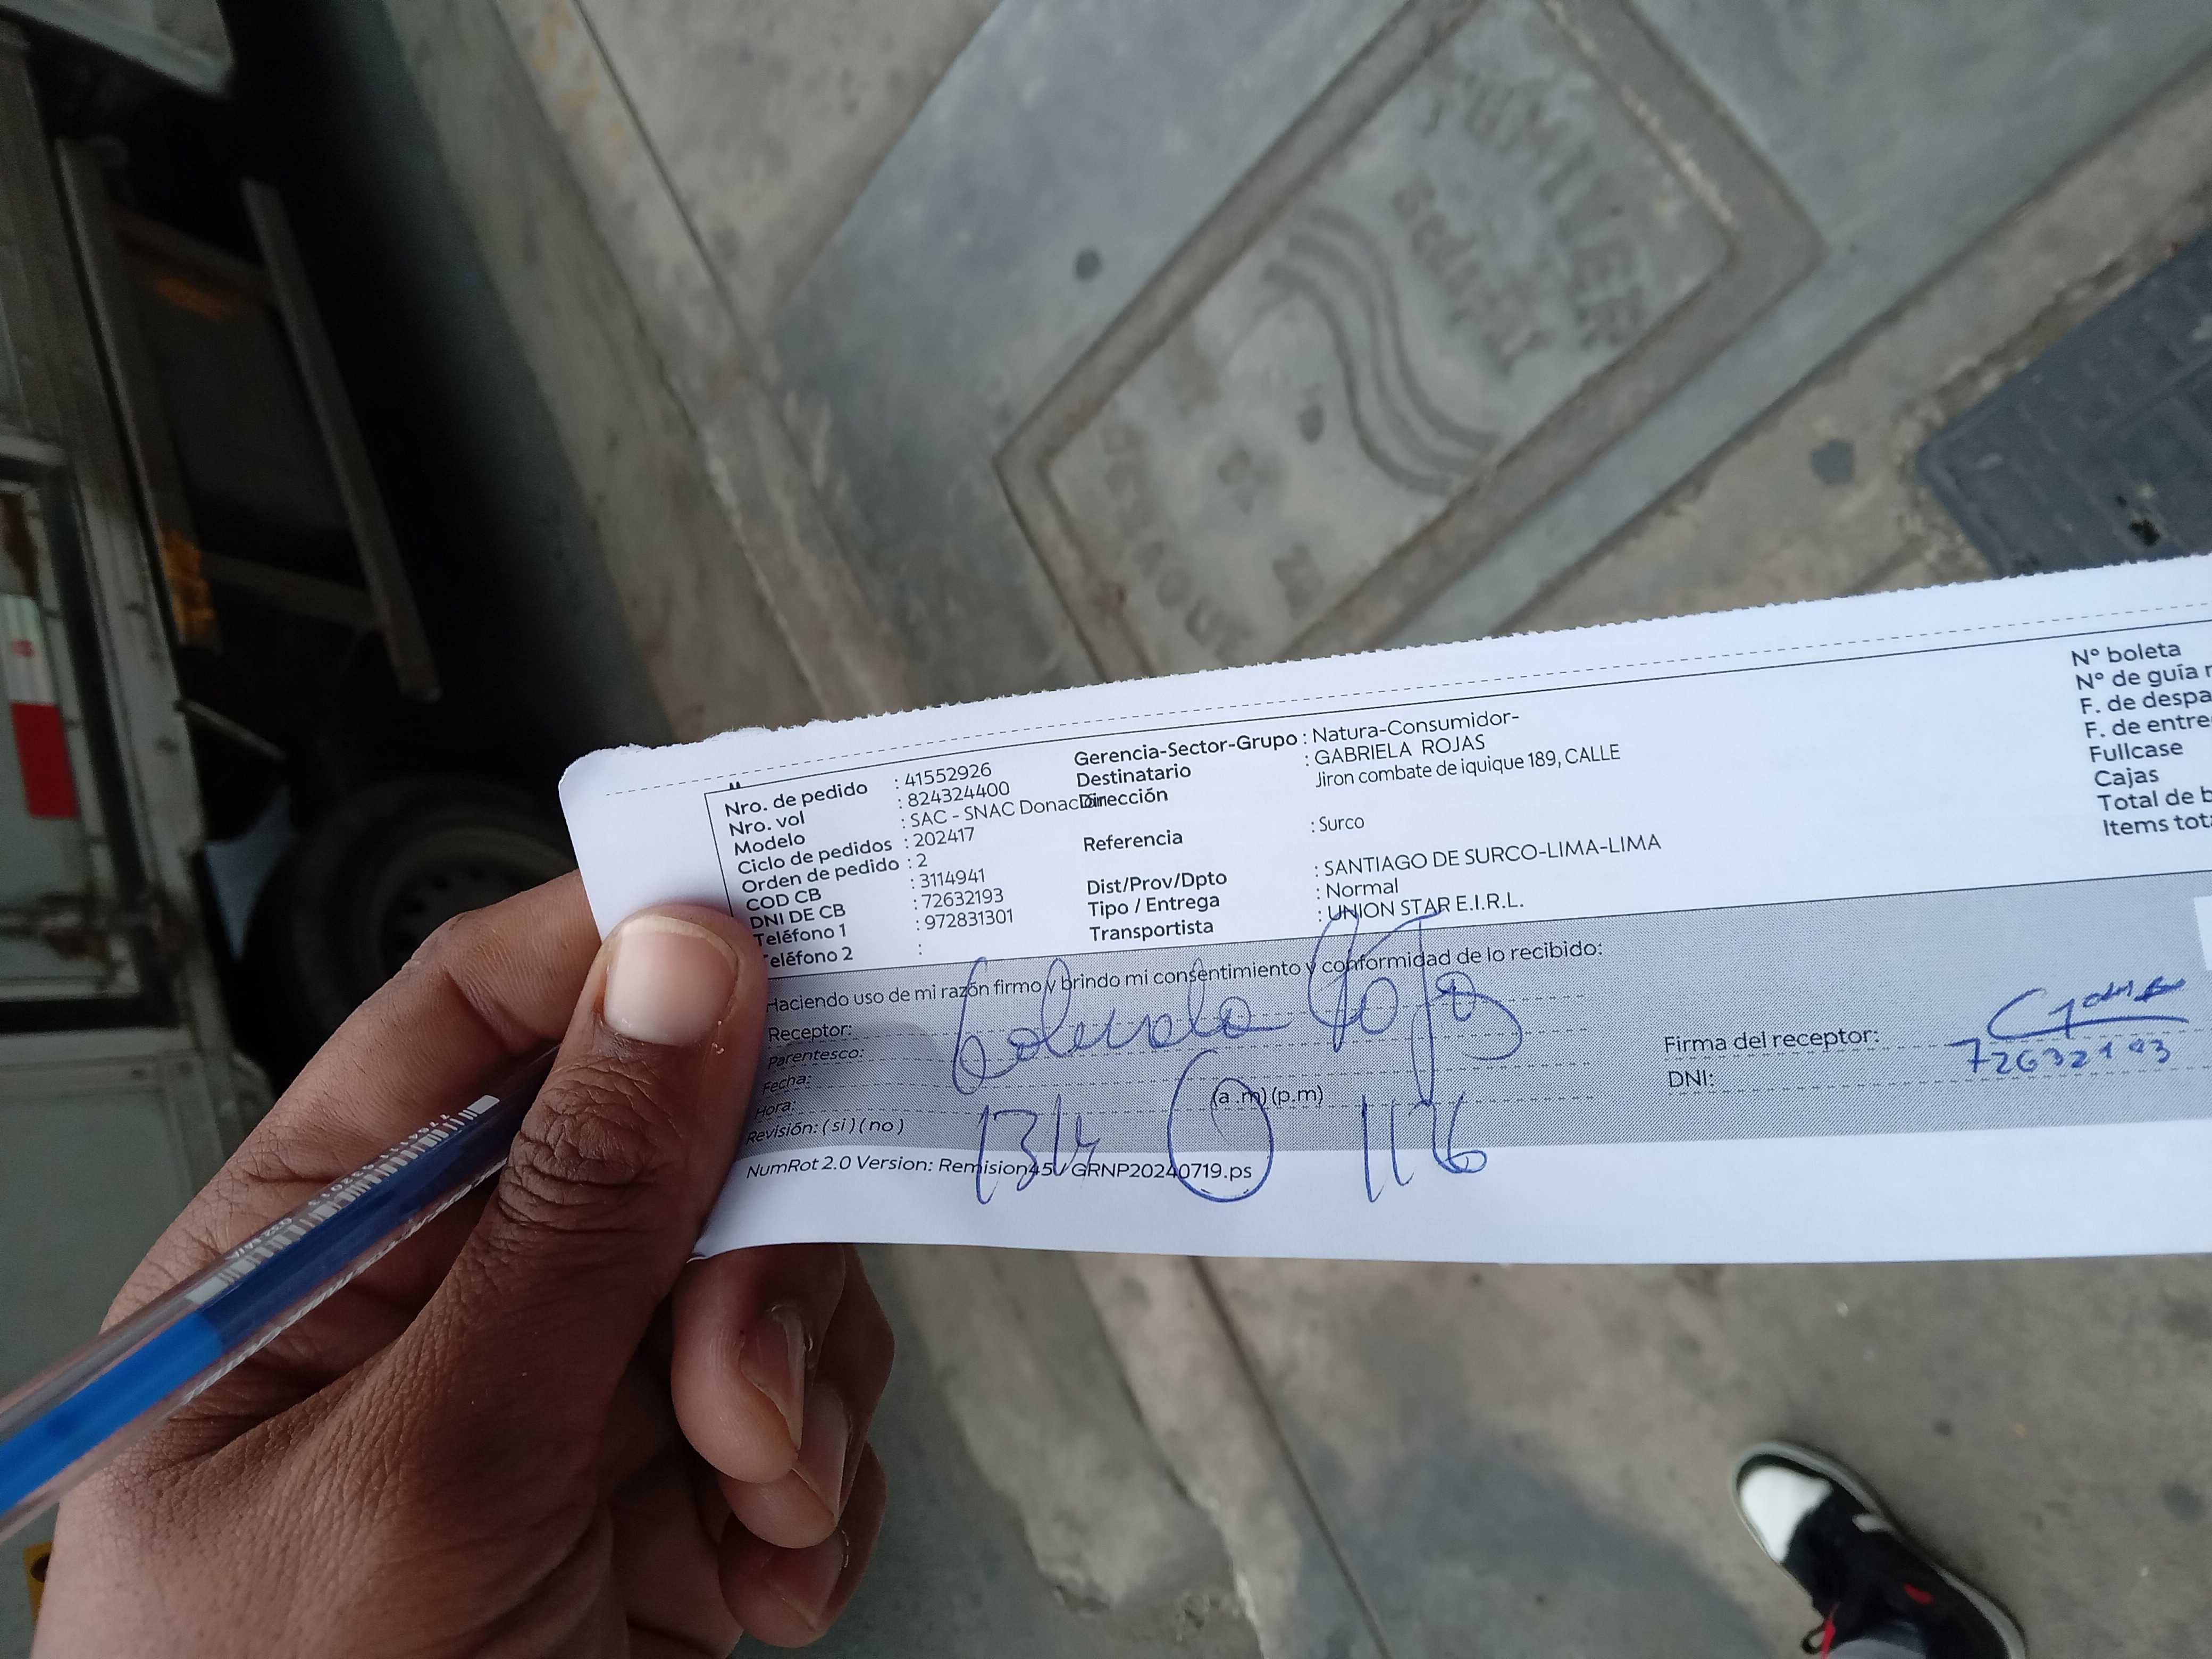 SUMILLER
Nro. de pedido : 41552926
Nro. vol : 824324400
Modelo : SAC - SNAC Donacion
Ciclo de pedidos : 202417
Orden de pedido : 2
COD CB : 3114941
DNI DE CB : 72632193
Teléfono 1 : 972831301
eléfono 2 :
Gerencia-Sector-Grupo : Natura-Consumidor-
Destinatario : GABRIELA ROJAS
Dirección Jiron combate de iquique 189, CALLE
Referencia : Surco
Dist/Prov/Dpto : SANTIAGO DE SURCO-LIMA-LIMA
Tipo / Entrega : Normal
Transportista : UNION STAR E.I.R.L.
N° boleta
N° de guía r
F. de despa
F. de entre
Fullcase
Cajas
Total de b
Items tot
Haciendo uso de mi razón firmo y brindo mi consentimiento y conformidad de lo recibido:
Receptor:
Parentesco:
Fecha:
Hora: (a .m) (p.m)
Revisión: ( si ) ( no )
Firma del receptor:
DNI: 72632193
1176
NumRot 2.0 Version: Remision45 / GRNP20240719.ps